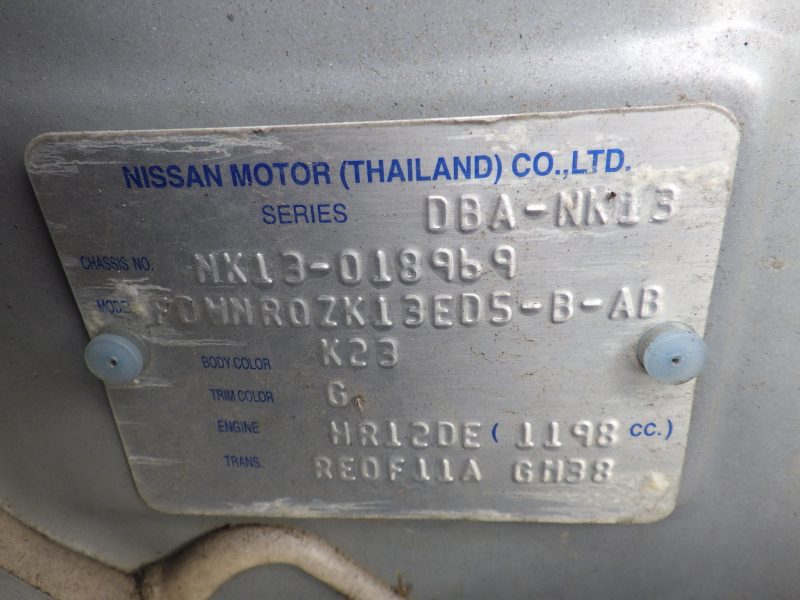 NISSAN MOTOR (THAILAND) CO.,LTD.
SERIES DBA-NK13
CHASSIS NO. NK13-018969
MODEL FDMNRQZK13EDS-B-AB
BODY COLOR K23
TRIM COLOR G
ENGINE HR12DE ( 1198 CC.)
TRANS. RE0F11A GH38